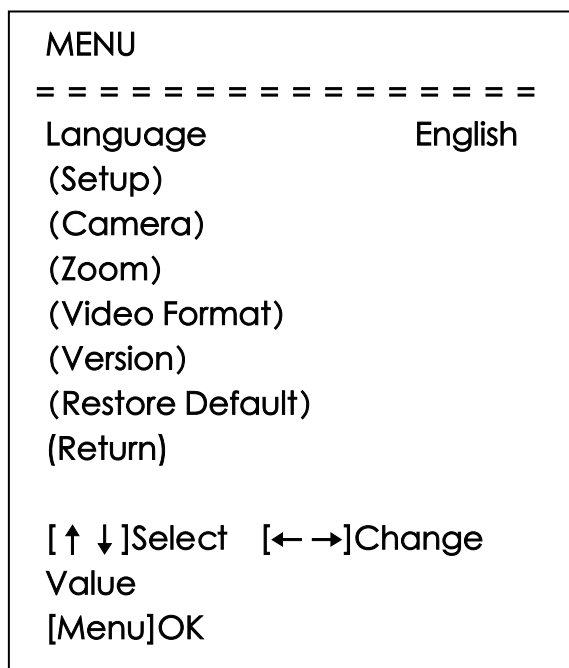 MENU
= = = = = = = = = = = = = = = =
Language English
(Setup)
(Camera)
(Zoom)
(Video Format)
(Version)
(Restore Default)
(Return)
[↑ ↓]Select [← →]Change
Value
[Menu]OK